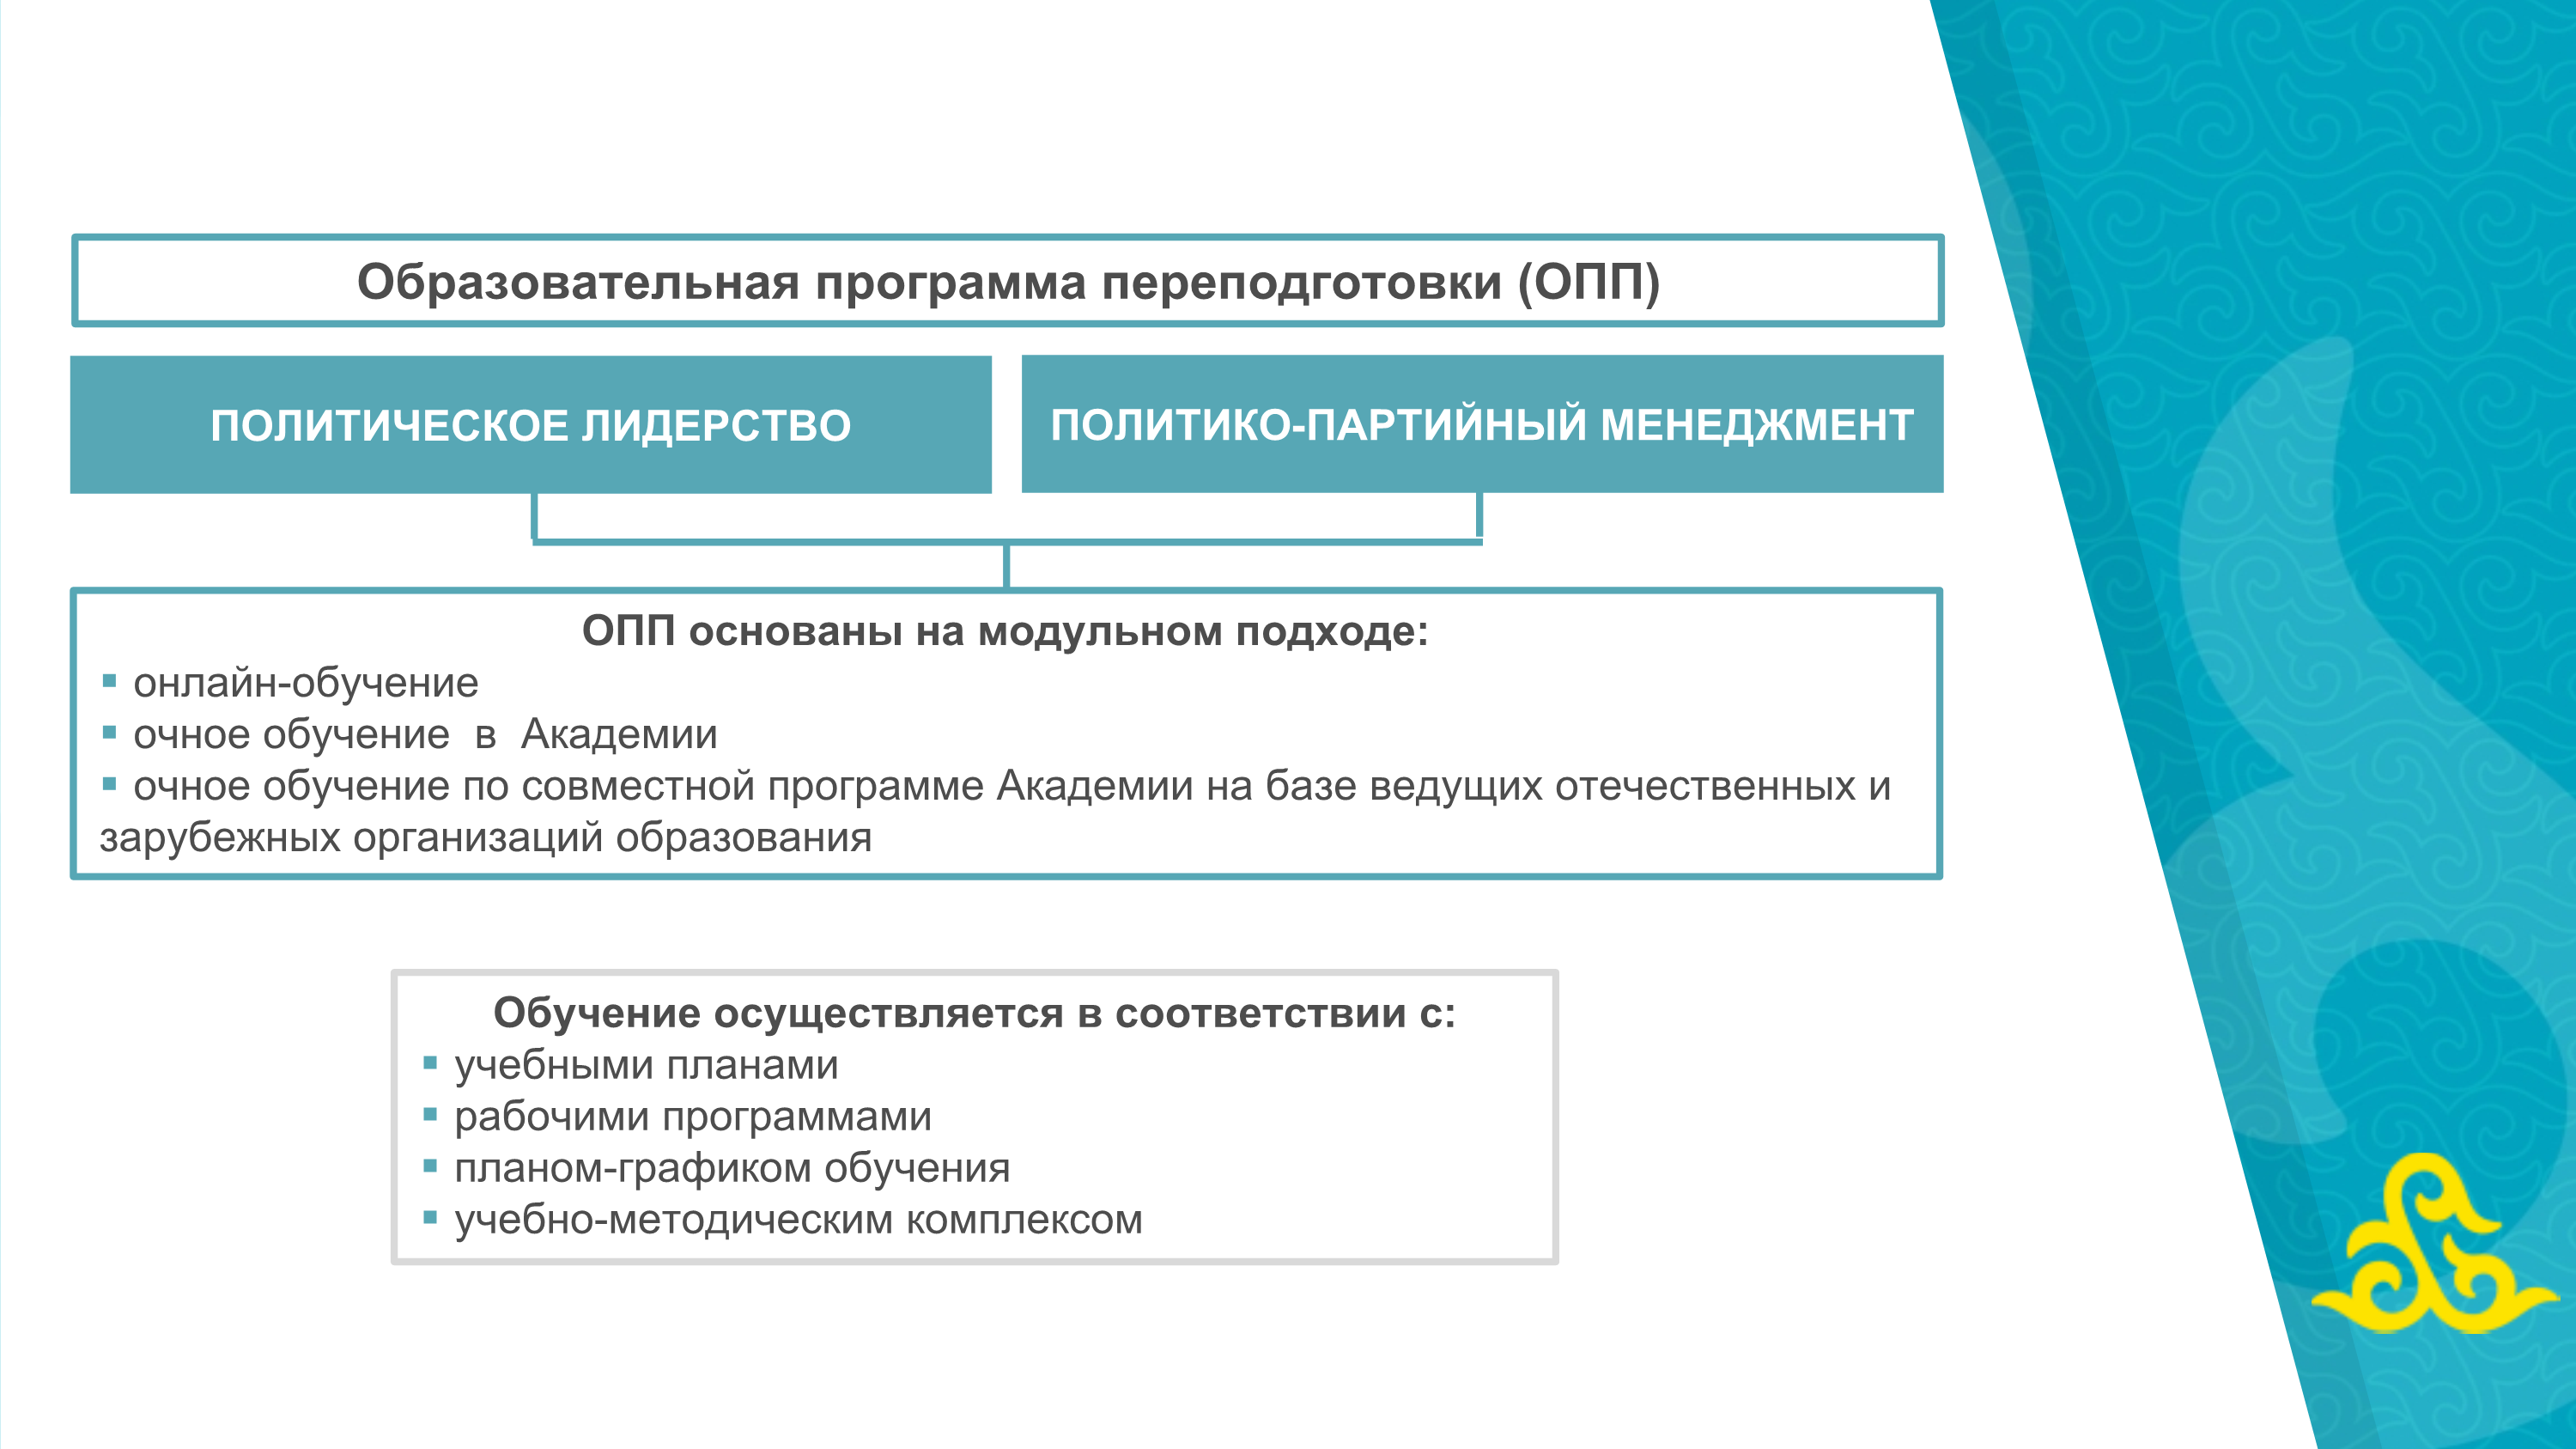 Образовательная программа переподготовки (ОПП)
ПОЛИТИЧЕСКОЕ ЛИДЕРСТВО
ПОЛИТИКО-ПАРТИЙНЫЙ МЕНЕДЖМЕНТ
ОПП основаны на модульном подходе:
▪ онлайн-обучение
▪ очное обучение в Академии
▪ очное обучение по совместной программе Академии на базе ведущих отечественных и
зарубежных организаций образования
Обучение осуществляется в соответствии с:
▪ учебными планами
▪ рабочими программами
▪ планом-графиком обучения
▪ учебно-методическим комплексом